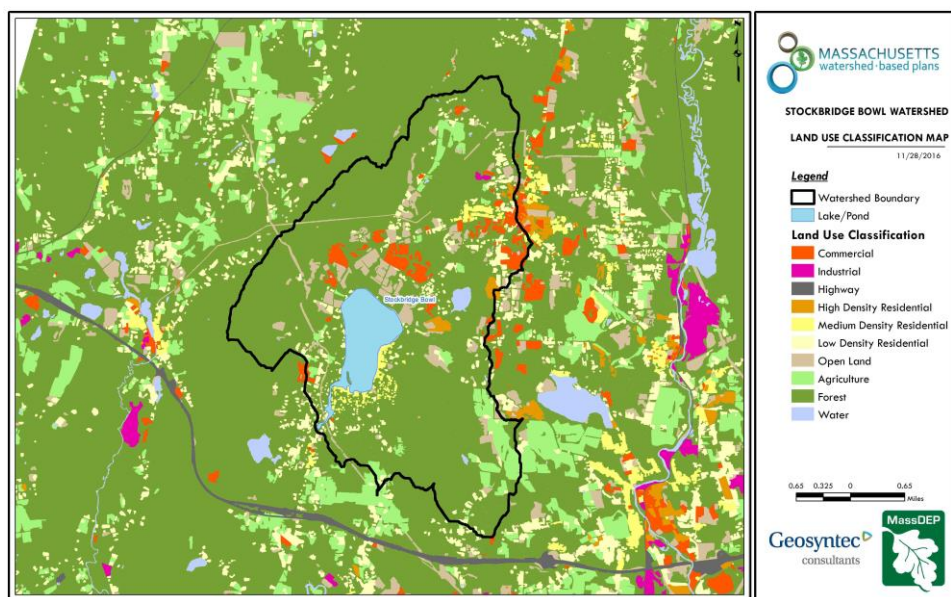 Stockbridge Bowl
MASSACHUSETTS
watershed-based plans
STOCKBRIDGE BOWL WATERSHED
LAND USE CLASSIFICATION MAP
11/28/2016
Legend
Watershed Boundary
Lake/Pond
Land Use Classification
Commercial
Industrial
Highway
High Density Residential
Medium Density Residential
Low Density Residential
Open Land
Agriculture
Forest
Water
0.65 0.325 0 0.65
Miles
Geosyntec
consultants
MassDEP